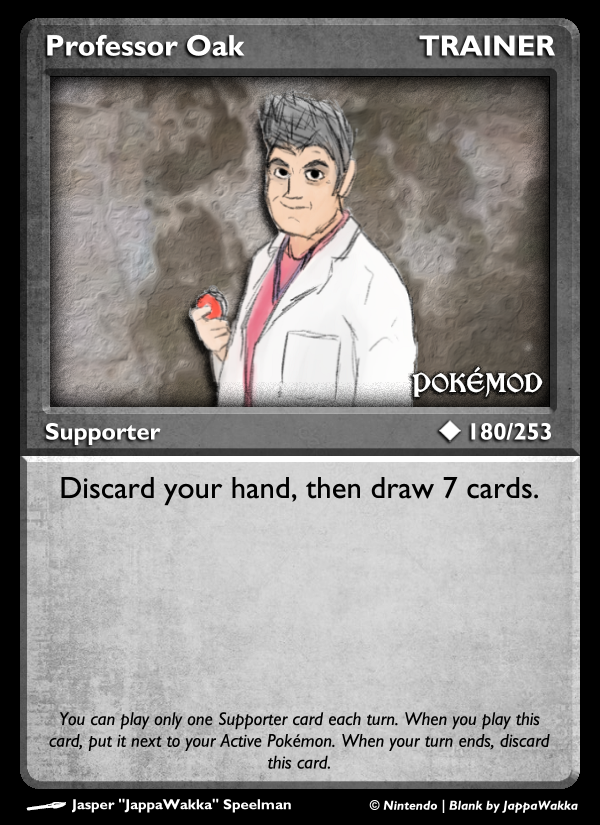 Professor Oak TRAINER
POKÉMOD
Supporter ◆ 180/253
Discard your hand, then draw 7 cards.
You can play only one Supporter card each turn. When you play this
card, put it next to your Active Pokémon. When your turn ends, discard
this card.
Jasper "JappaWakka" Speelman © Nintendo | Blank by JappaWakka